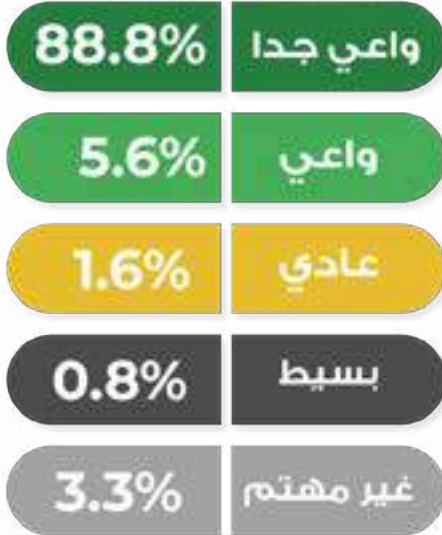 واعي جدا 88.8%
واعي 5.6%
عادي 1.6%
بسيط 0.8%
غير مهتم 3.3%